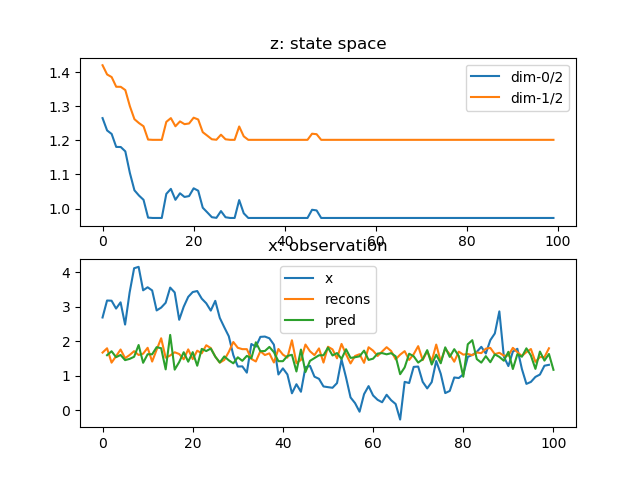 z: state space
1.4
1.3
1.2
1.1
1.0
dim-0/2
dim-1/2
0 20 40 60 80 100
x: observation
4
3
2
1
0
x
recons
pred
0 20 40 60 80 100